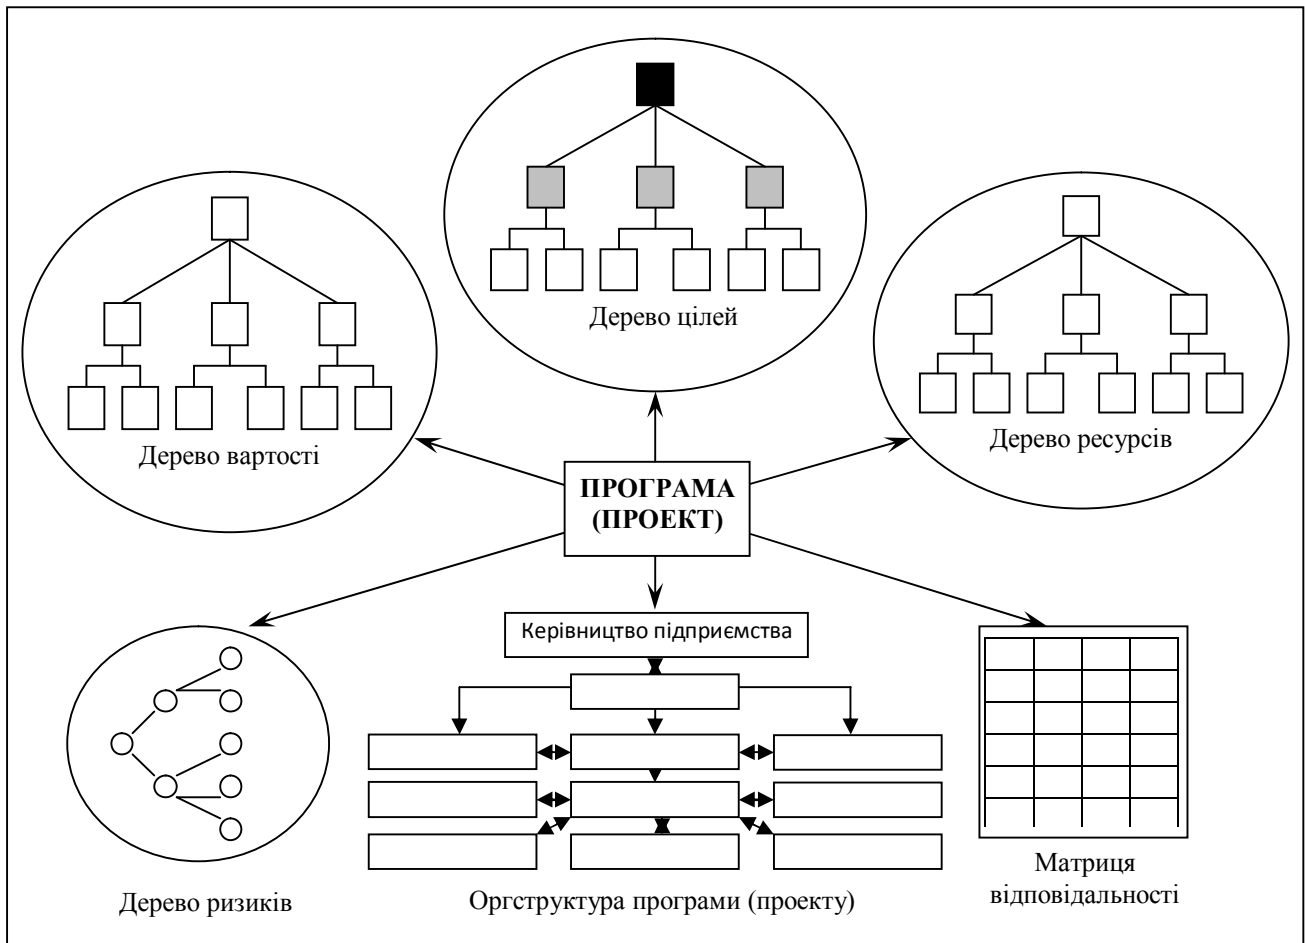 Дерево цілей
Дерево вартості
Дерево ресурсів
ПРОГРАМА
(ПРОЕКТ)
Керівництво підприємства
Дерево ризиків
Оргструктура програми (проекту)
Матриця
відповідальності